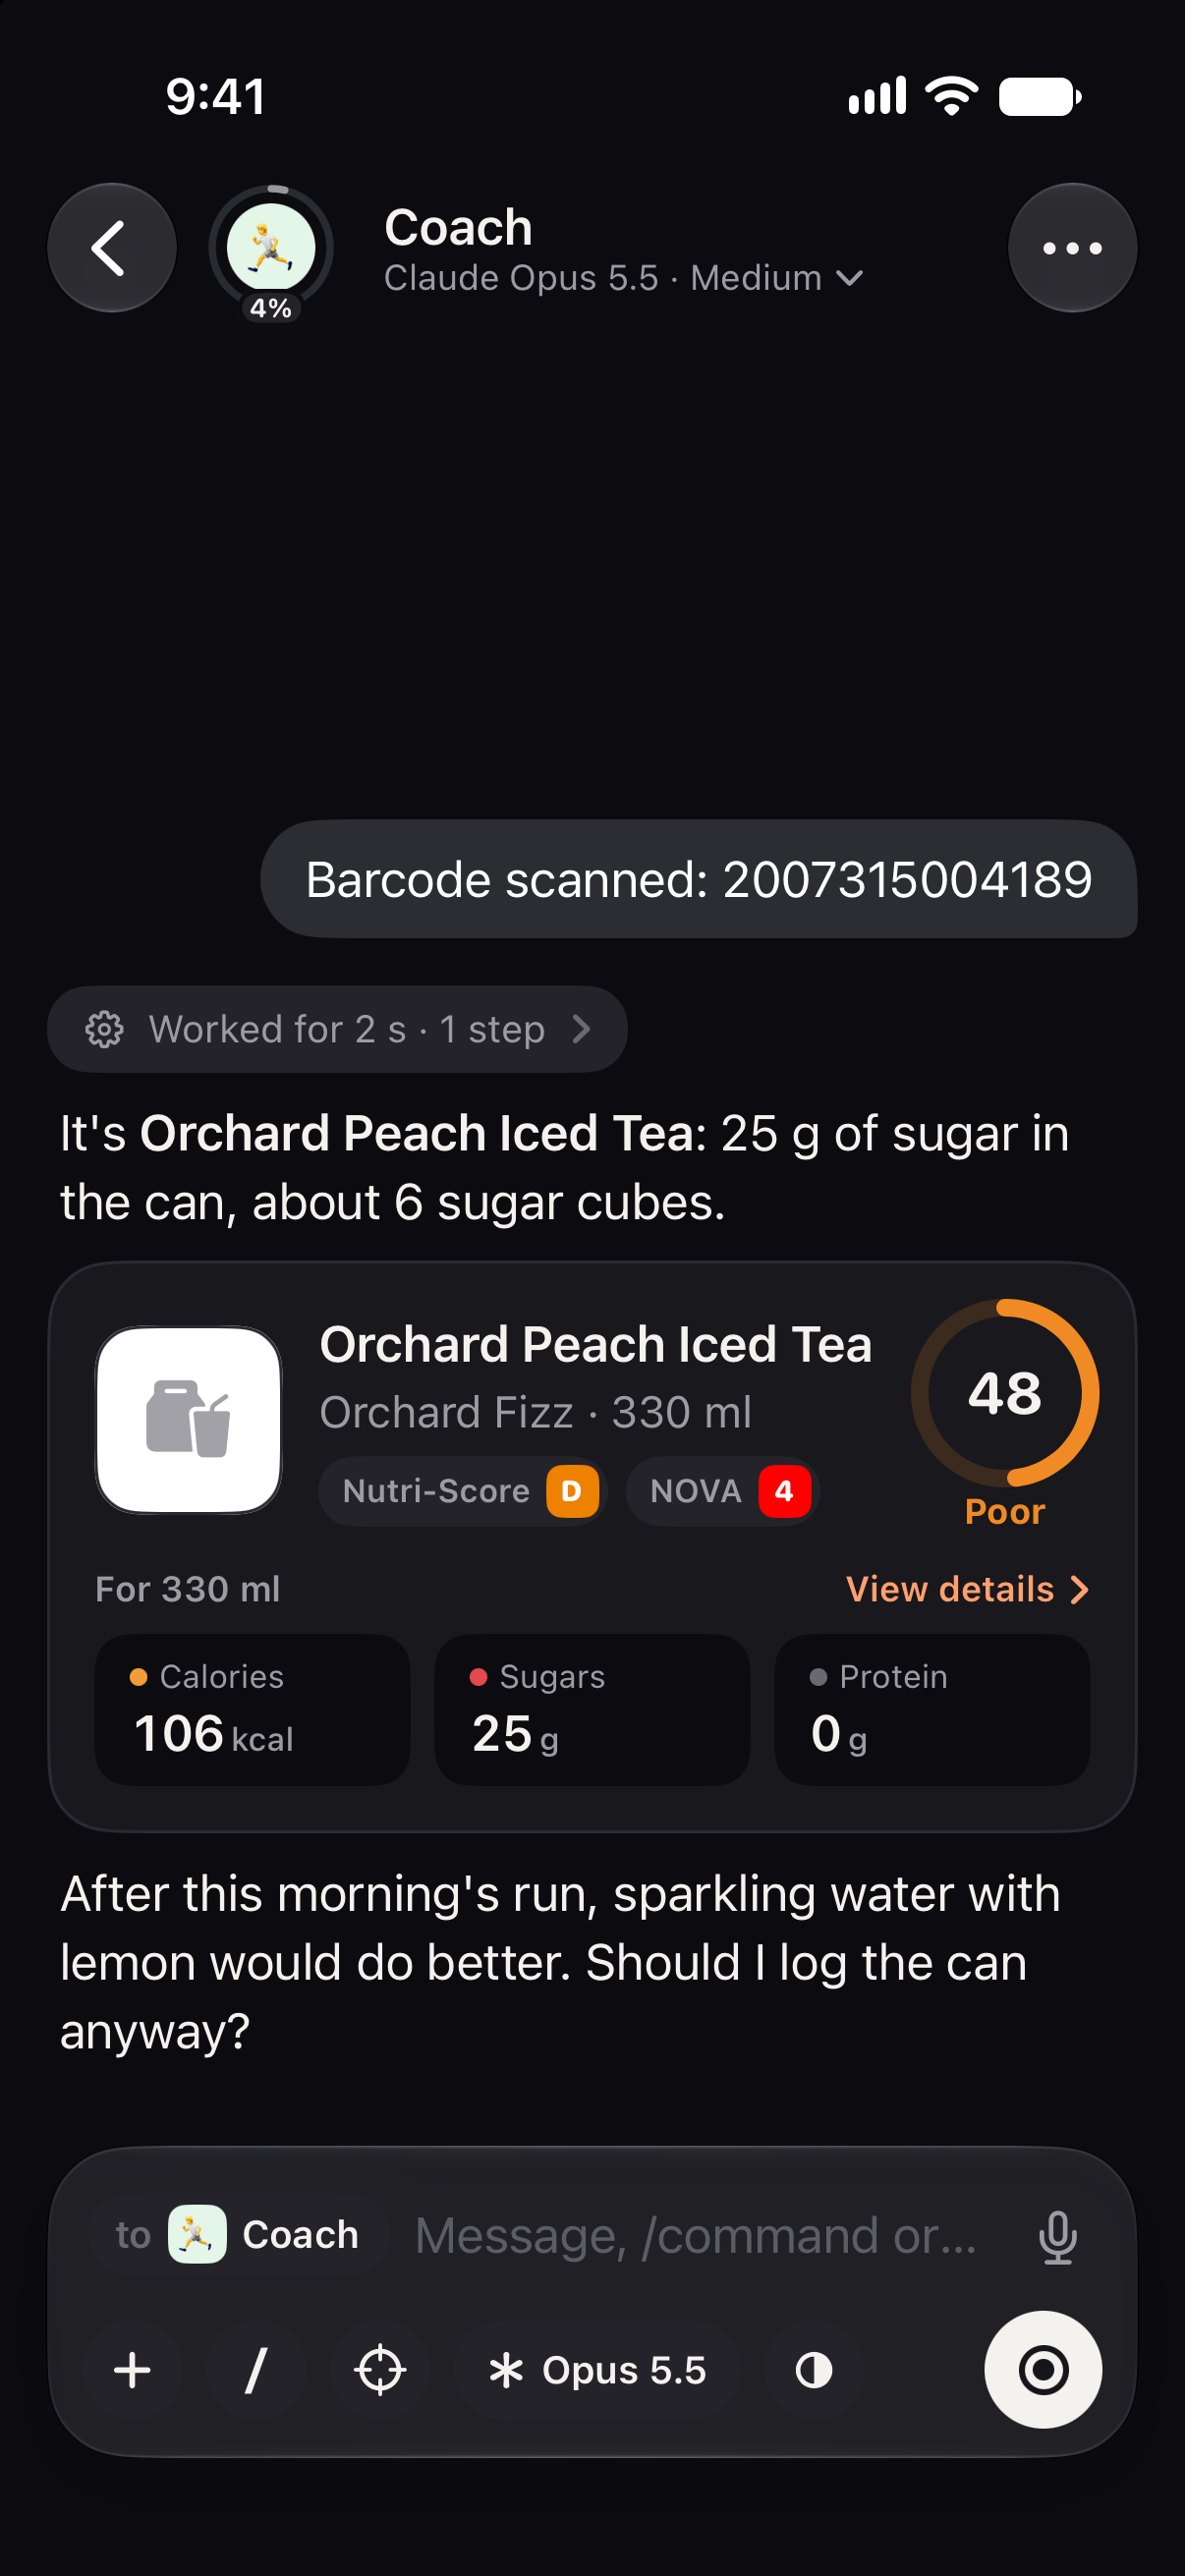 9:41
Coach
Claude Opus 5.5 · Medium
4%
Barcode scanned: 2007315004189
Worked for 2 s · 1 step
It's Orchard Peach Iced Tea: 25 g of sugar in
the can, about 6 sugar cubes.
Orchard Peach Iced Tea
Orchard Fizz · 330 ml
Nutri-Score D NOVA 4
48
Poor
For 330 ml View details
Calories Sugars Protein
106 kcal 25 g 0 g
After this morning's run, sparkling water with
lemon would do better. Should I log the can
anyway?
to Coach Message, /command or…
/ Opus 5.5